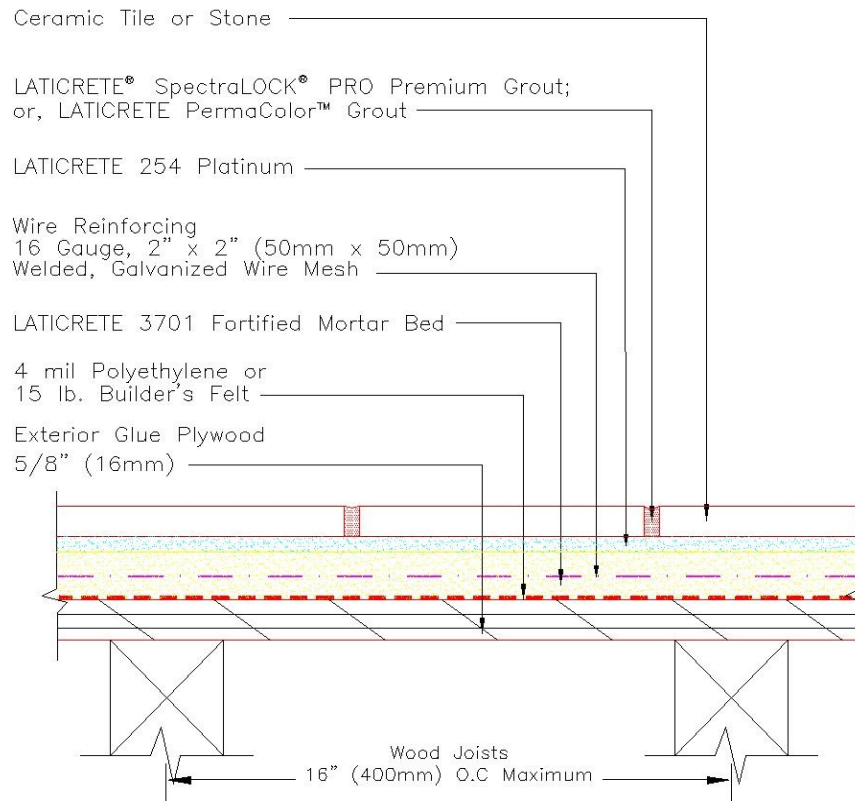 Ceramic Tile or Stone
LATICRETE® SpectraLOCK® PRO Premium Grout;
or, LATICRETE PermaColor™ Grout
LATICRETE 254 Platinum
Wire Reinforcing
16 Gauge, 2" x 2" (50mm x 50mm)
Welded, Galvanized Wire Mesh
LATICRETE 3701 Fortified Mortar Bed
4 mil Polyethylene or
15 lb. Builder's Felt
Exterior Glue Plywood
5/8" (16mm)
Wood Joists
16" (400mm) O.C Maximum